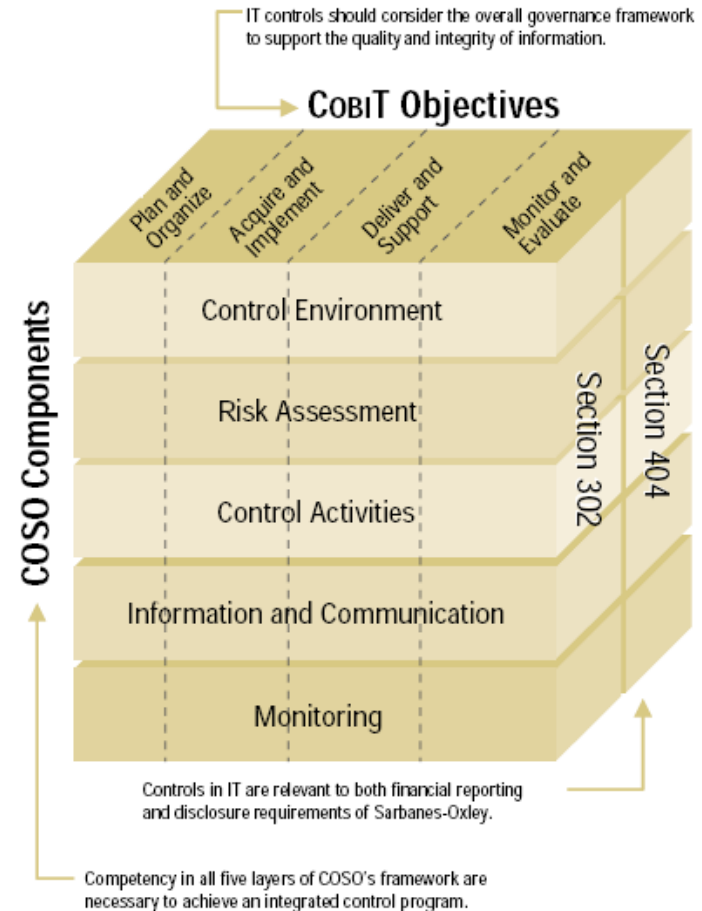 IT controls should consider the overall governance framework
to support the quality and integrity of information.
COBIT Objectives
Plan and
Organize
Acquire and
Implement
Deliver and
Support
Monitor and
Evaluate
COSO Components
Control Environment
Risk Assessment
Control Activities
Information and Communication
Monitoring
Section 302
Section 404
Controls in IT are relevant to both financial reporting
and disclosure requirements of Sarbanes-Oxley.
Competency in all five layers of COSO's framework are
necessary to achieve an integrated control program.